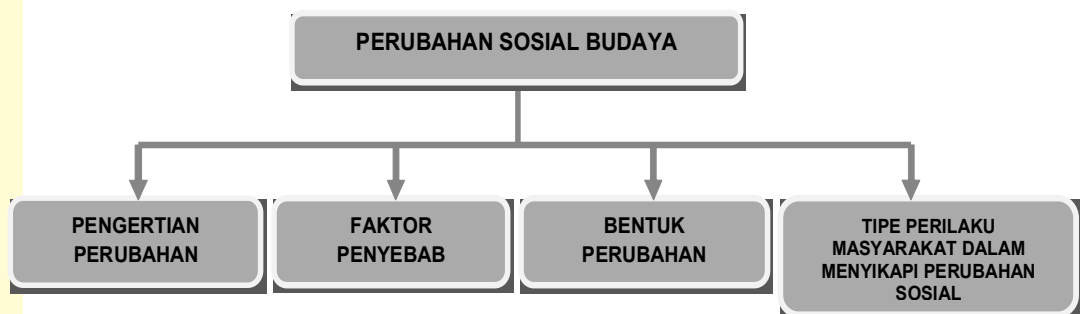 PERUBAHAN SOSIAL BUDAYA
PENGERTIAN
PERUBAHAN
FAKTOR
PENYEBAB
BENTUK
PERUBAHAN
TIPE PERILAKU
MASYARAKAT DALAM
MENYIKAPI PERUBAHAN
SOSIAL